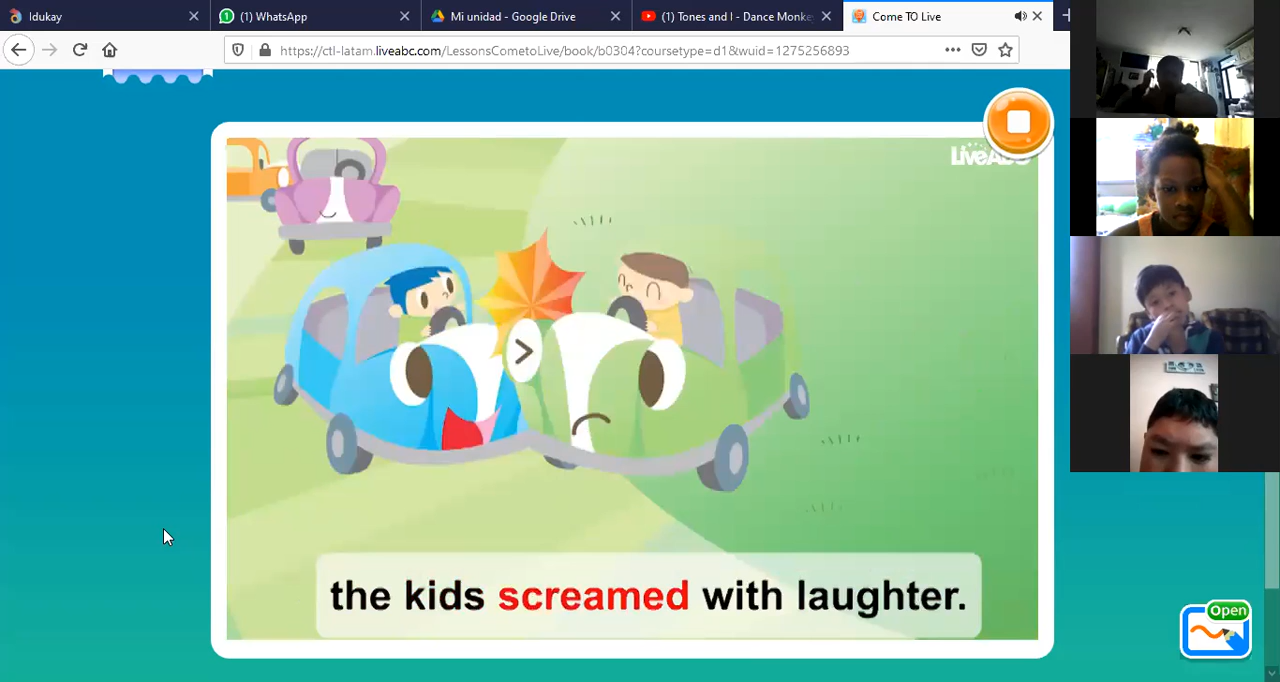 Idukay
(1) WhatsApp
Mi unidad - Google Drive
(1) Tones and I - Dance Monke
Come TO Live
https://ctl-latam.liveabc.com/LessonsCometoLive/book/b0304?coursetype=d1&wuid=1275256893
LiveABC
the kids screamed with laughter.
Open